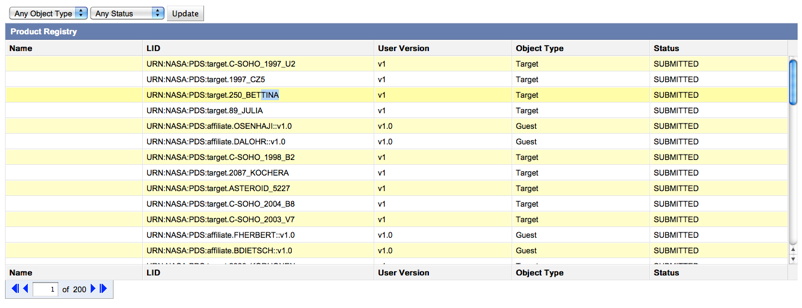 Any Object Type Any Status Update
Product Registry
Name LID User Version Object Type Status
URN:NASA:PDS:target.C-SOHO_1997_U2 v1 Target SUBMITTED
URN:NASA:PDS:target.1997_CZ5 v1 Target SUBMITTED
URN:NASA:PDS:target.250_BETTINA v1 Target SUBMITTED
URN:NASA:PDS:target.89_JULIA v1 Target SUBMITTED
URN:NASA:PDS:affiliate.OSENHAJI::v1.0 v1.0 Guest SUBMITTED
URN:NASA:PDS:affiliate.DALOHR::v1.0 v1.0 Guest SUBMITTED
URN:NASA:PDS:target.C-SOHO_1998_B2 v1 Target SUBMITTED
URN:NASA:PDS:target.2087_KOCHERA v1 Target SUBMITTED
URN:NASA:PDS:target.ASTEROID_5227 v1 Target SUBMITTED
URN:NASA:PDS:target.C-SOHO_2004_B8 v1 Target SUBMITTED
URN:NASA:PDS:target.C-SOHO_2003_V7 v1 Target SUBMITTED
URN:NASA:PDS:affiliate.FHERBERT::v1.0 v1.0 Guest SUBMITTED
URN:NASA:PDS:affiliate.BDIETSCH::v1.0 v1.0 Guest SUBMITTED
Name LID User Version Object Type Status
1 of 200